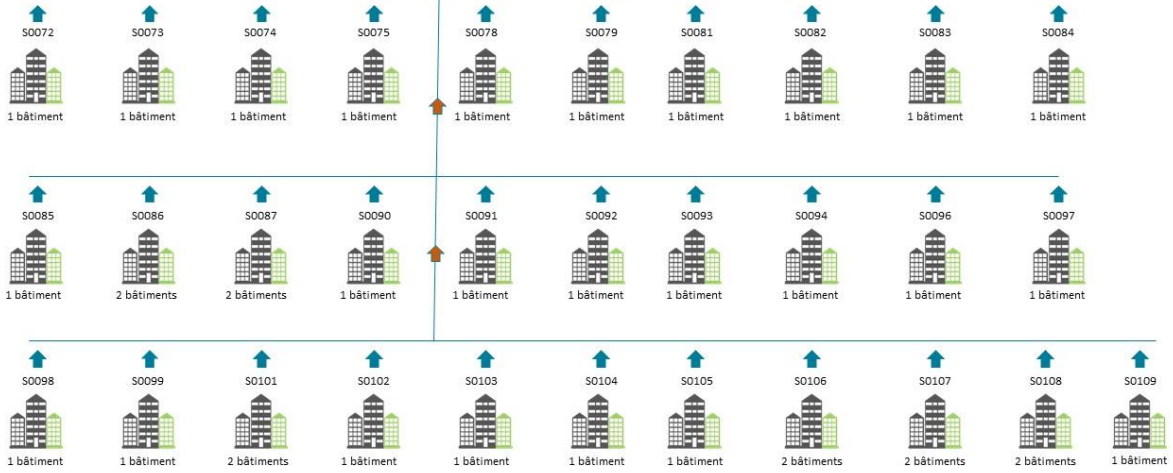 S0072 S0073 S0074 S0075 S0078 S0079 S0081 S0082 S0083 S0084
1 bâtiment 1 bâtiment 1 bâtiment 1 bâtiment 1 bâtiment 1 bâtiment 1 bâtiment 1 bâtiment 1 bâtiment 1 bâtiment
S0085 S0086 S0087 S0090 S0091 S0092 S0093 S0094 S0096 S0097
1 bâtiment 2 bâtiments 2 bâtiments 1 bâtiment 1 bâtiment 1 bâtiment 1 bâtiment 1 bâtiment 1 bâtiment 1 bâtiment
S0098 S0099 S0101 S0102 S0103 S0104 S0105 S0106 S0107 S0108 S0109
1 bâtiment 1 bâtiment 2 bâtiments 1 bâtiment 1 bâtiment 1 bâtiment 1 bâtiment 2 bâtiments 2 bâtiments 2 bâtiments 1 bâtiment